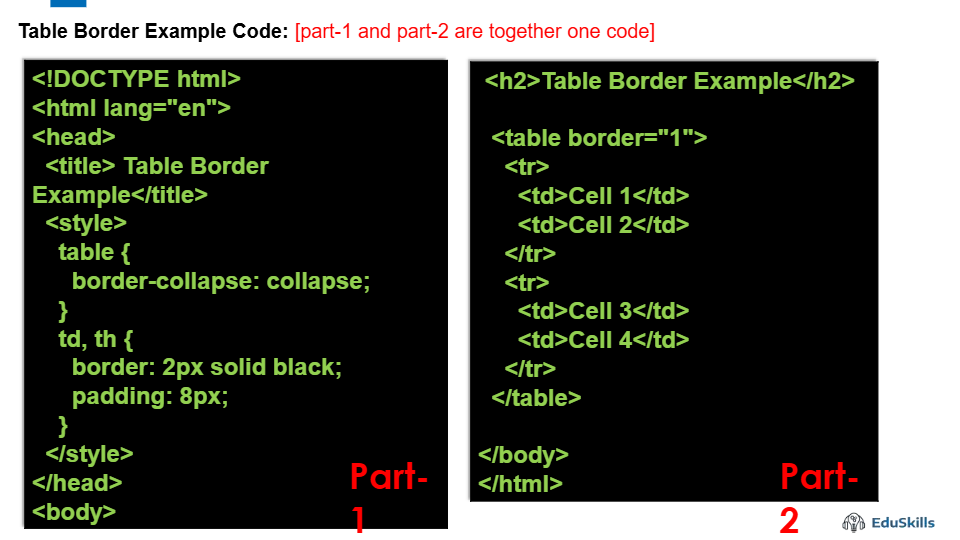 Table Border Example Code: [part-1 and part-2 are together one code]
<!DOCTYPE html>
<html lang="en">
<head>
<title> Table Border
Example</title>
<style>
table {
border-collapse: collapse;
}
td, th {
border: 2px solid black;
padding: 8px;
}
</style>
</head>
<body>
Part-
1
<h2>Table Border Example</h2>
<table border="1">
<tr>
<td>Cell 1</td>
<td>Cell 2</td>
</tr>
<tr>
<td>Cell 3</td>
<td>Cell 4</td>
</tr>
</table>
</body>
</html>
Part-
2
EduSkills